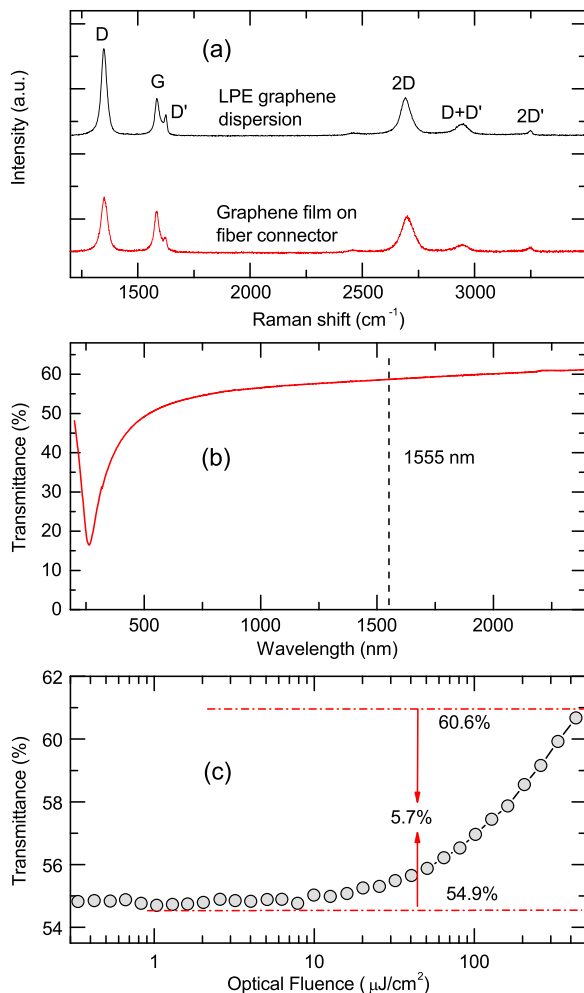 (a)
D
G
D'
2D
D+D'
2D'
LPE graphene
dispersion
Graphene film on
fiber connector
Intensity (a.u.)
1500 2000 2500 3000
Raman shift (cm⁻¹)
60
50
40
30
20
10
0
Transmittance (%)
(b)
1555 nm
500 1000 1500 2000
Wavelength (nm)
62
60
58
56
54
Transmittance (%)
(c)
60.6%
5.7%
54.9%
1 10 100
Optical Fluence ( μJ/cm²)